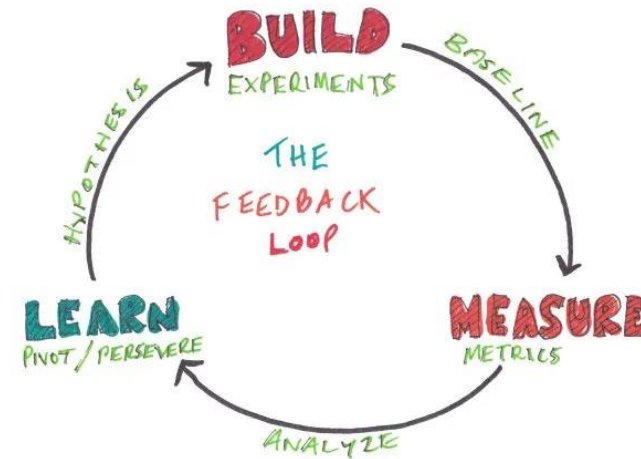 BUILD
EXPERIMENTS
BASELINE
HYPOTHESIS
THE
FEEDBACK
LOOP
LEARN
PIVOT/PERSEVERE
MEASURE
METRICS
ANALYZE